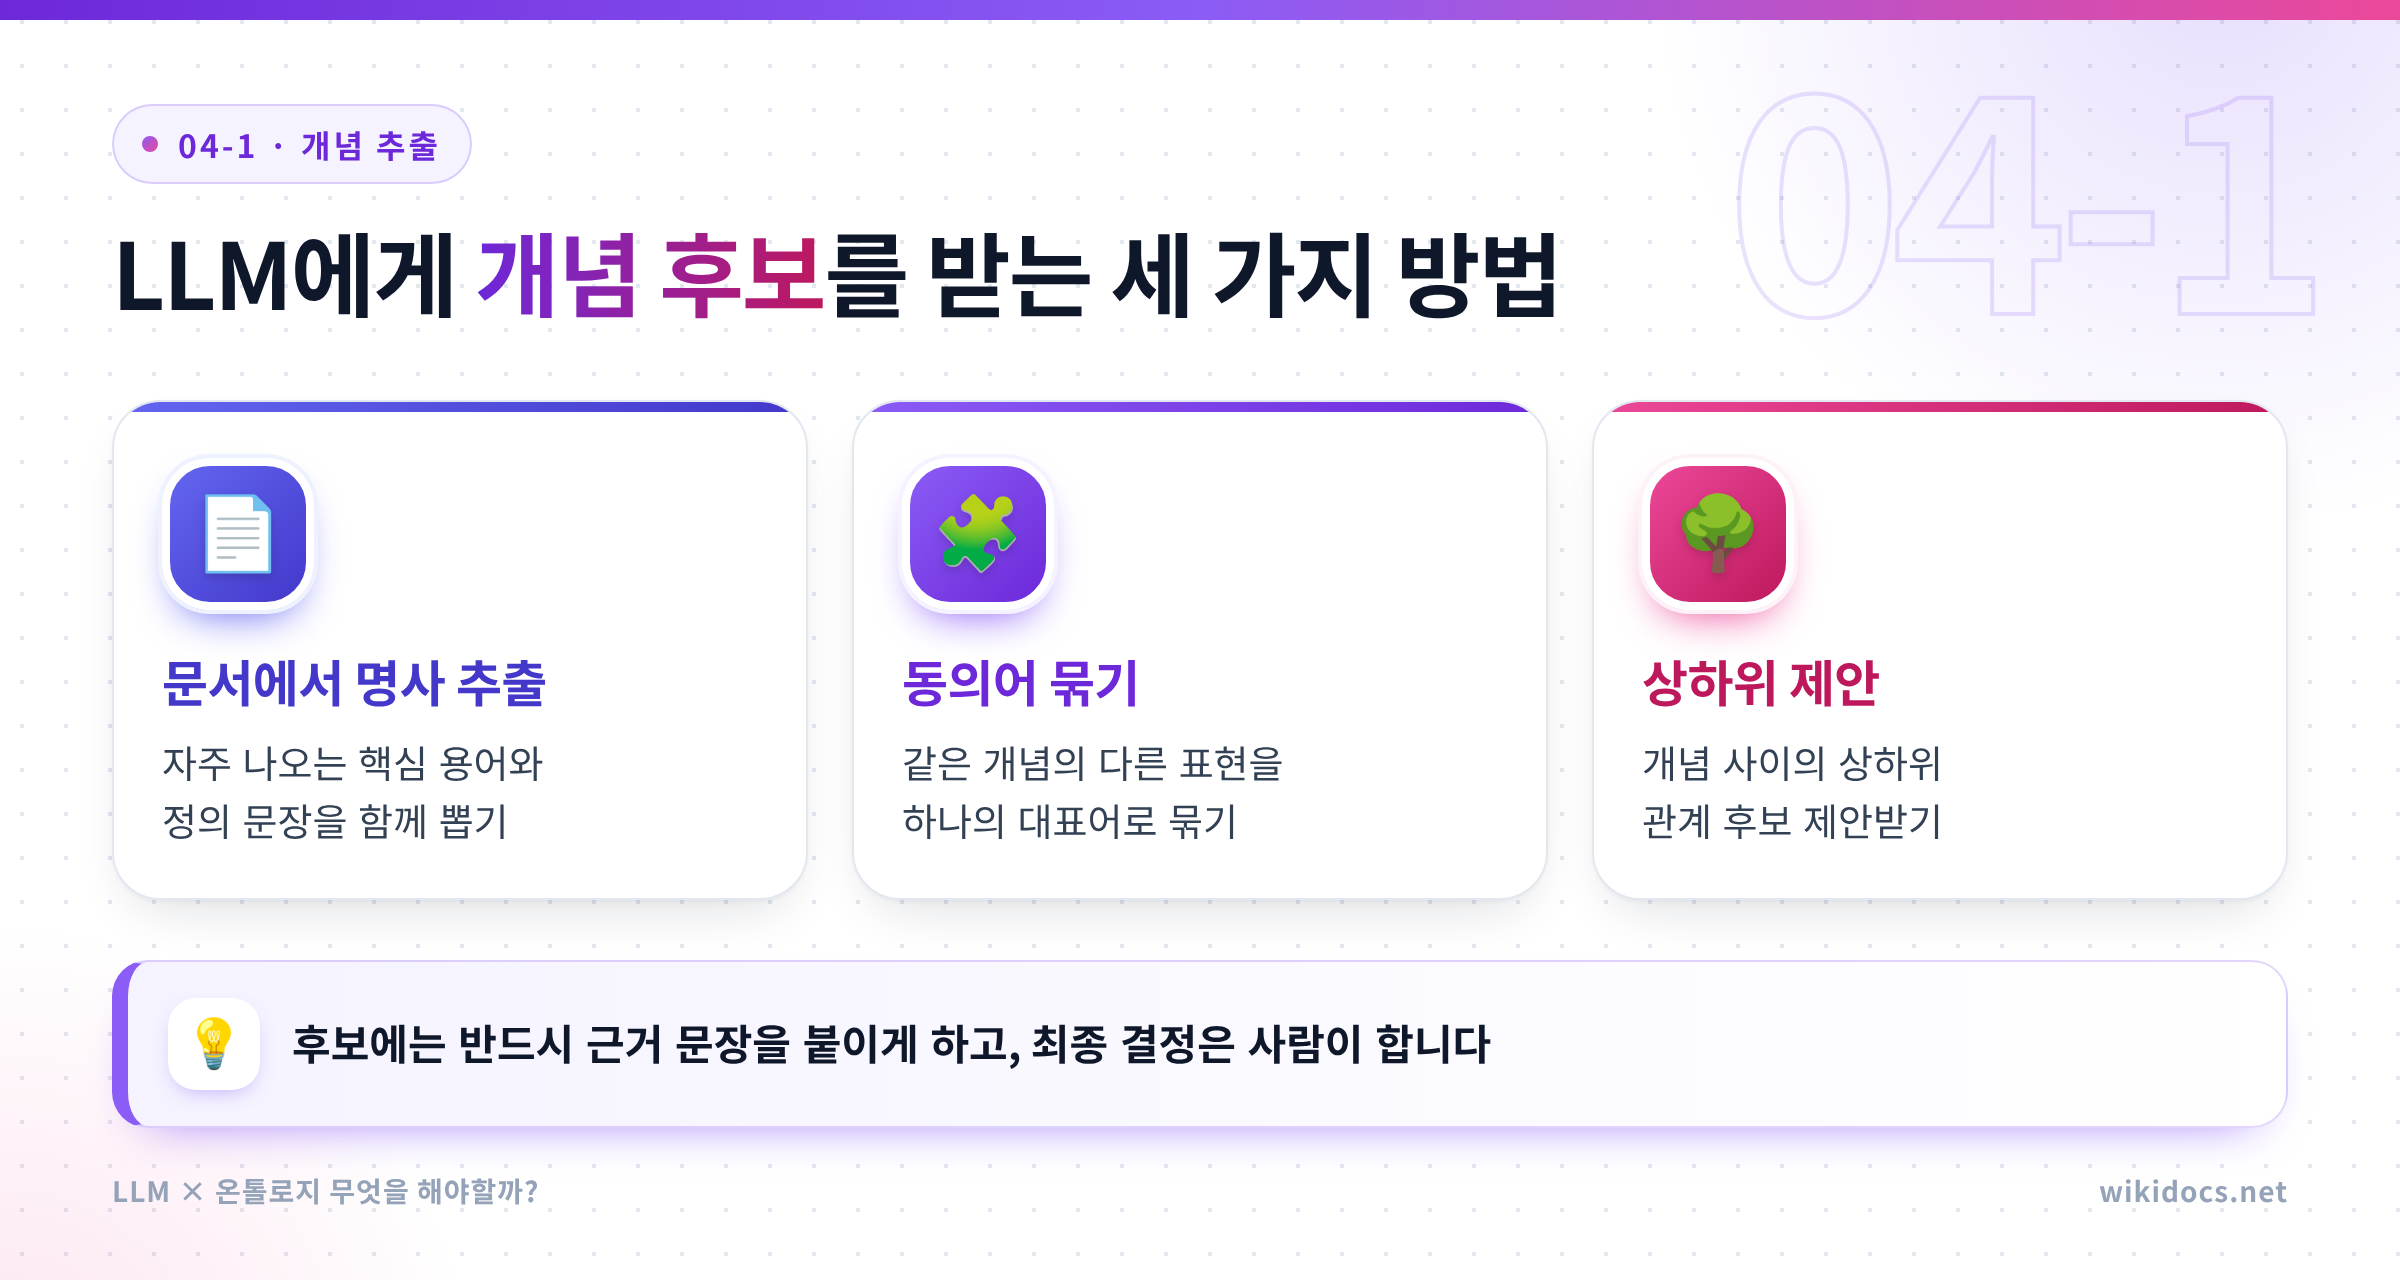 04-1 · 개념 추출
04-1
LLM에게 개념 후보를 받는 세 가지 방법
문서에서 명사 추출
자주 나오는 핵심 용어와
정의 문장을 함께 뽑기
동의어 묶기
같은 개념의 다른 표현을
하나의 대표어로 묶기
상하위 제안
개념 사이의 상하위
관계 후보 제안받기
후보에는 반드시 근거 문장을 붙이게 하고, 최종 결정은 사람이 합니다
LLM × 온톨로지 무엇을 해야할까?
wikidocs.net